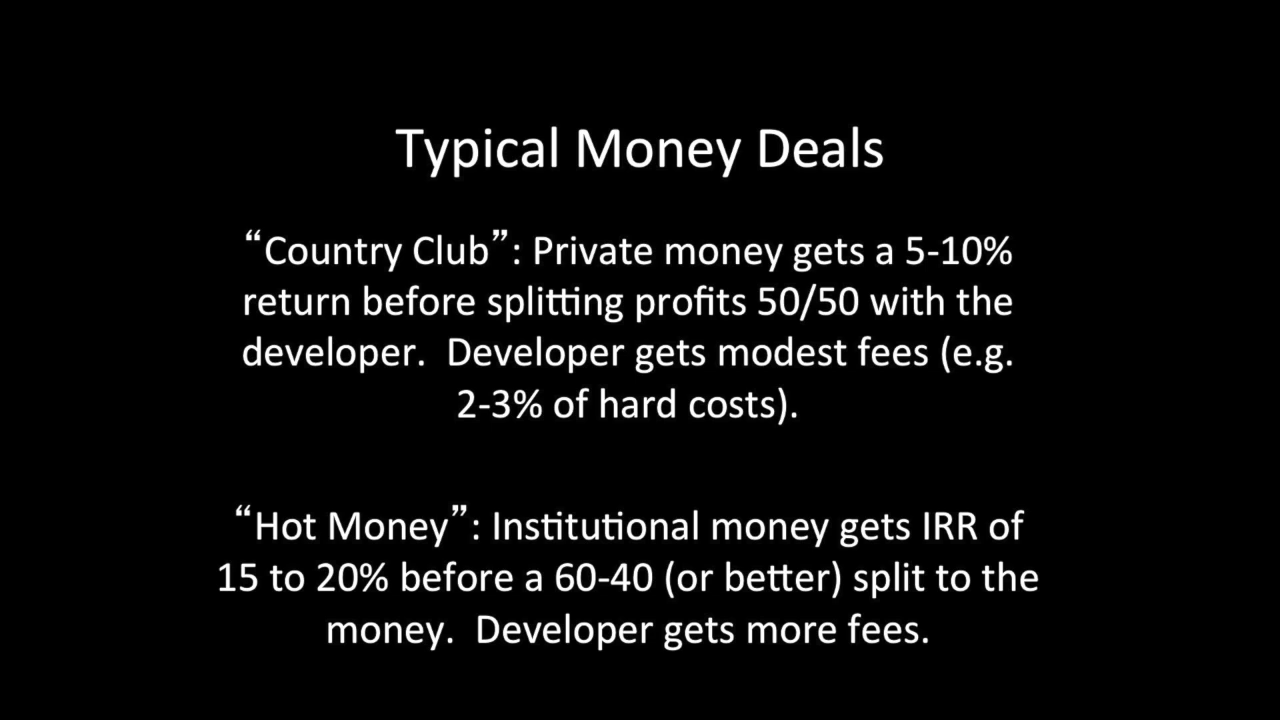 Typical Money Deals
“Country Club”: Private money gets a 5-10%
return before splitting profits 50/50 with the
developer.  Developer gets modest fees (e.g.
2-3% of hard costs).
“Hot Money”: Institutional money gets IRR of
15 to 20% before a 60-40 (or better) split to the
money.  Developer gets more fees.